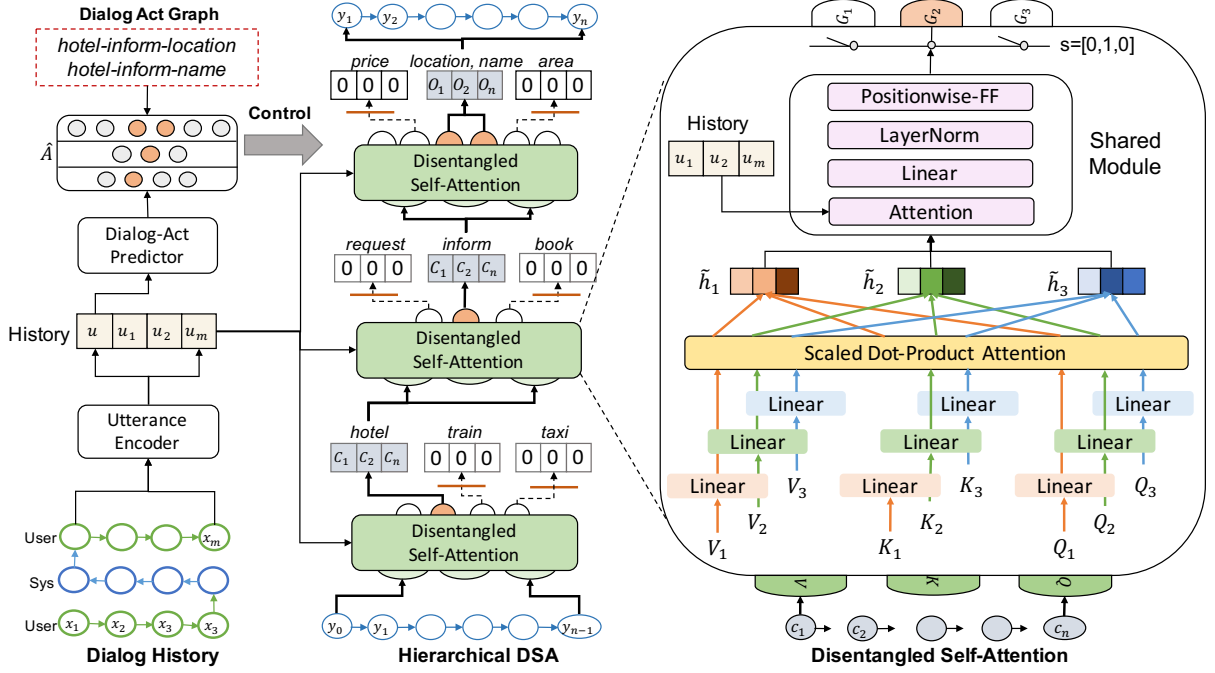 Dialog Act Graph
hotel-inform-location
hotel-inform-name
Â
Control
Dialog-Act
Predictor
History
u u₁ u₂ uₘ
Utterance
Encoder
User xₘ
Sys
User x₁ x₂ x₃ x₃
Dialog History
y₁ y₂ yₙ
price location, name area
0 0 0 O₁ O₂ Oₙ 0 0 0
Disentangled
Self-Attention
request inform book
0 0 0 C₁ C₂ Cₙ 0 0 0
Disentangled
Self-Attention
hotel train taxi
C₁ C₂ Cₙ 0 0 0 0 0 0
Disentangled
Self-Attention
y₀ y₁ yₙ₋₁
Hierarchical DSA
G₁ G₂ G₃
s=[0,1,0]
Positionwise-FF
LayerNorm
Linear
Attention
Shared
Module
History
u₁ u₂ uₘ
h̃₁ h̃₂ h̃₃
Scaled Dot-Product Attention
Linear Linear Linear
Linear Linear Linear
Linear Linear Linear
V₃ K₃ Q₃
V₂ K₂ Q₂
V₁ K₁ Q₁
V K Q
c₁ c₂ cₙ
Disentangled Self-Attention